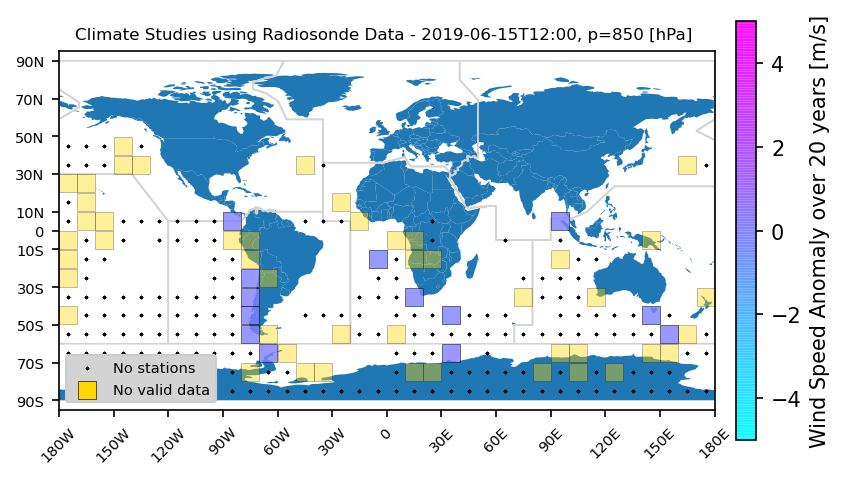 Climate Studies using Radiosonde Data - 2019-06-15T12:00, p=850 [hPa]
90N
70N
50N
30N
10N
0
10S
30S
50S
70S
90S
No stations
No valid data
180W
150W
120W
90W
60W
30W
0
30E
60E
90E
120E
150E
180E
4
2
0
−2
−4
Wind Speed Anomaly over 20 years [m/s]